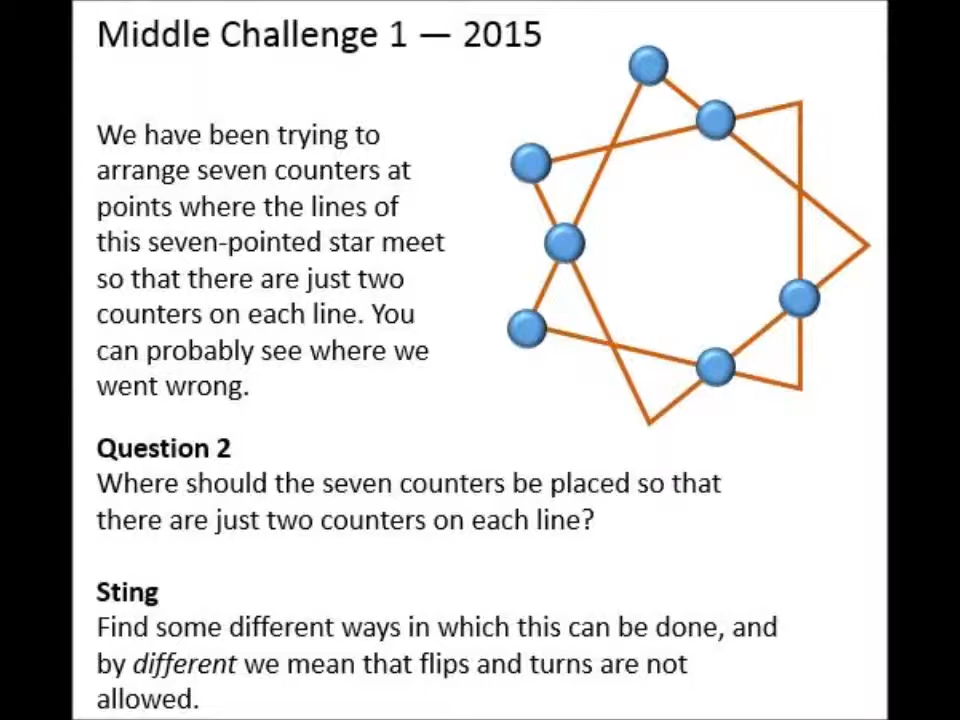 Middle Challenge 1 — 2015
We have been trying to
arrange seven counters at
points where the lines of
this seven-pointed star meet
so that there are just two
counters on each line. You
can probably see where we
went wrong.
Question 2
Where should the seven counters be placed so that
there are just two counters on each line?
Sting
Find some different ways in which this can be done, and
by different we mean that flips and turns are not
allowed.